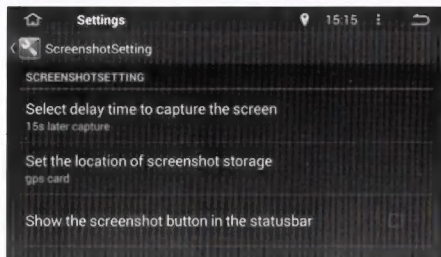 Settings 15:15
ScreenshotSetting
SCREENSHOTSETTING
Select delay time to capture the screen
15s later capture
Set the location of screenshot storage
gps card
Show the screenshot button in the statusbar